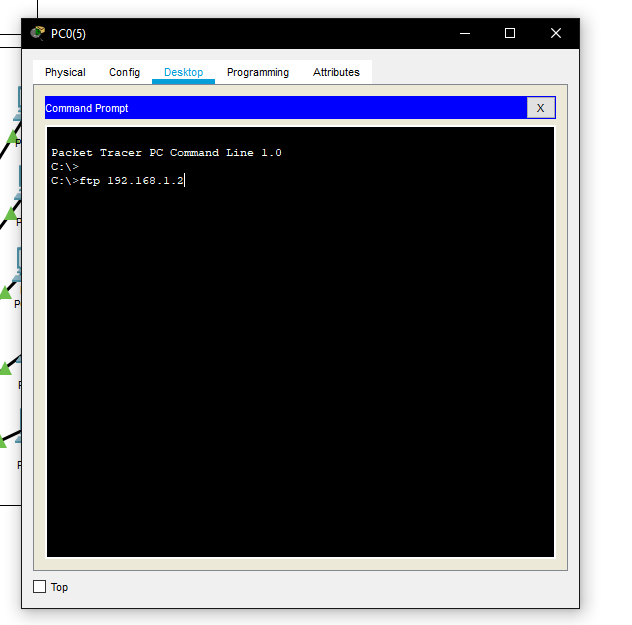 PC0(5)
Physical Config Desktop Programming Attributes
Command Prompt X
Packet Tracer PC Command Line 1.0
C:\>
C:\>ftp 192.168.1.2
Top